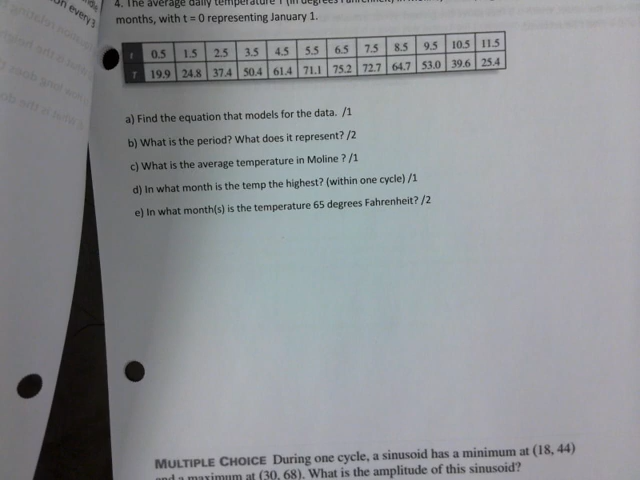 un every 3
4. The average daily temperature T (in degrees
months, with t = 0 representing January 1.
t 0.5 1.5 2.5 3.5 4.5 5.5 6.5 7.5 8.5 9.5 10.5 11.5
T 19.9 24.8 37.4 50.4 61.4 71.1 75.2 72.7 64.7 53.0 39.6 25.4
a) Find the equation that models for the data. /1
b) What is the period? What does it represent? /2
c) What is the average temperature in Moline ? /1
d) In what month is the temp the highest? (within one cycle) /1
e) In what month(s) is the temperature 65 degrees Fahrenheit? /2
MULTIPLE CHOICE During one cycle, a sinusoid has a minimum at (18, 44)
and a maximum at (30, 68). What is the amplitude of this sinusoid?